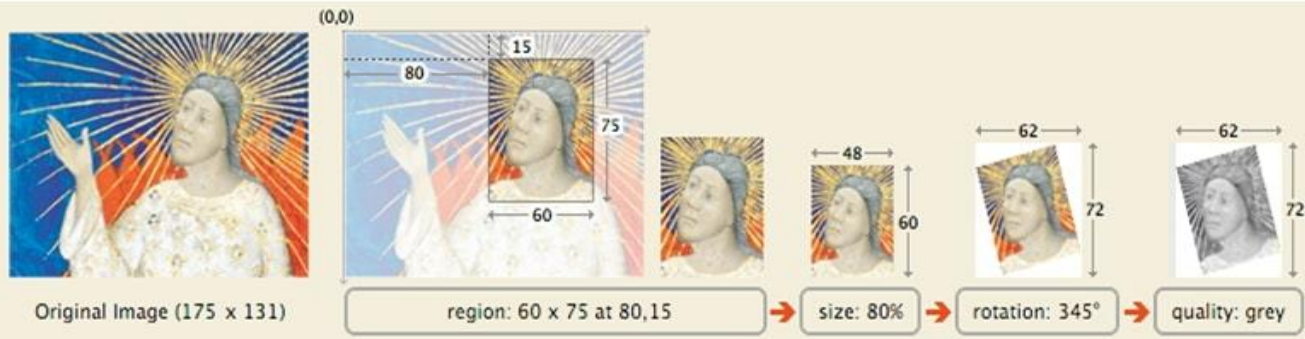 (0,0)
15
80
75
60
48
60
62
72
62
72
Original Image (175 x 131)
region: 60 x 75 at 80,15
size: 80%
rotation: 345°
quality: grey